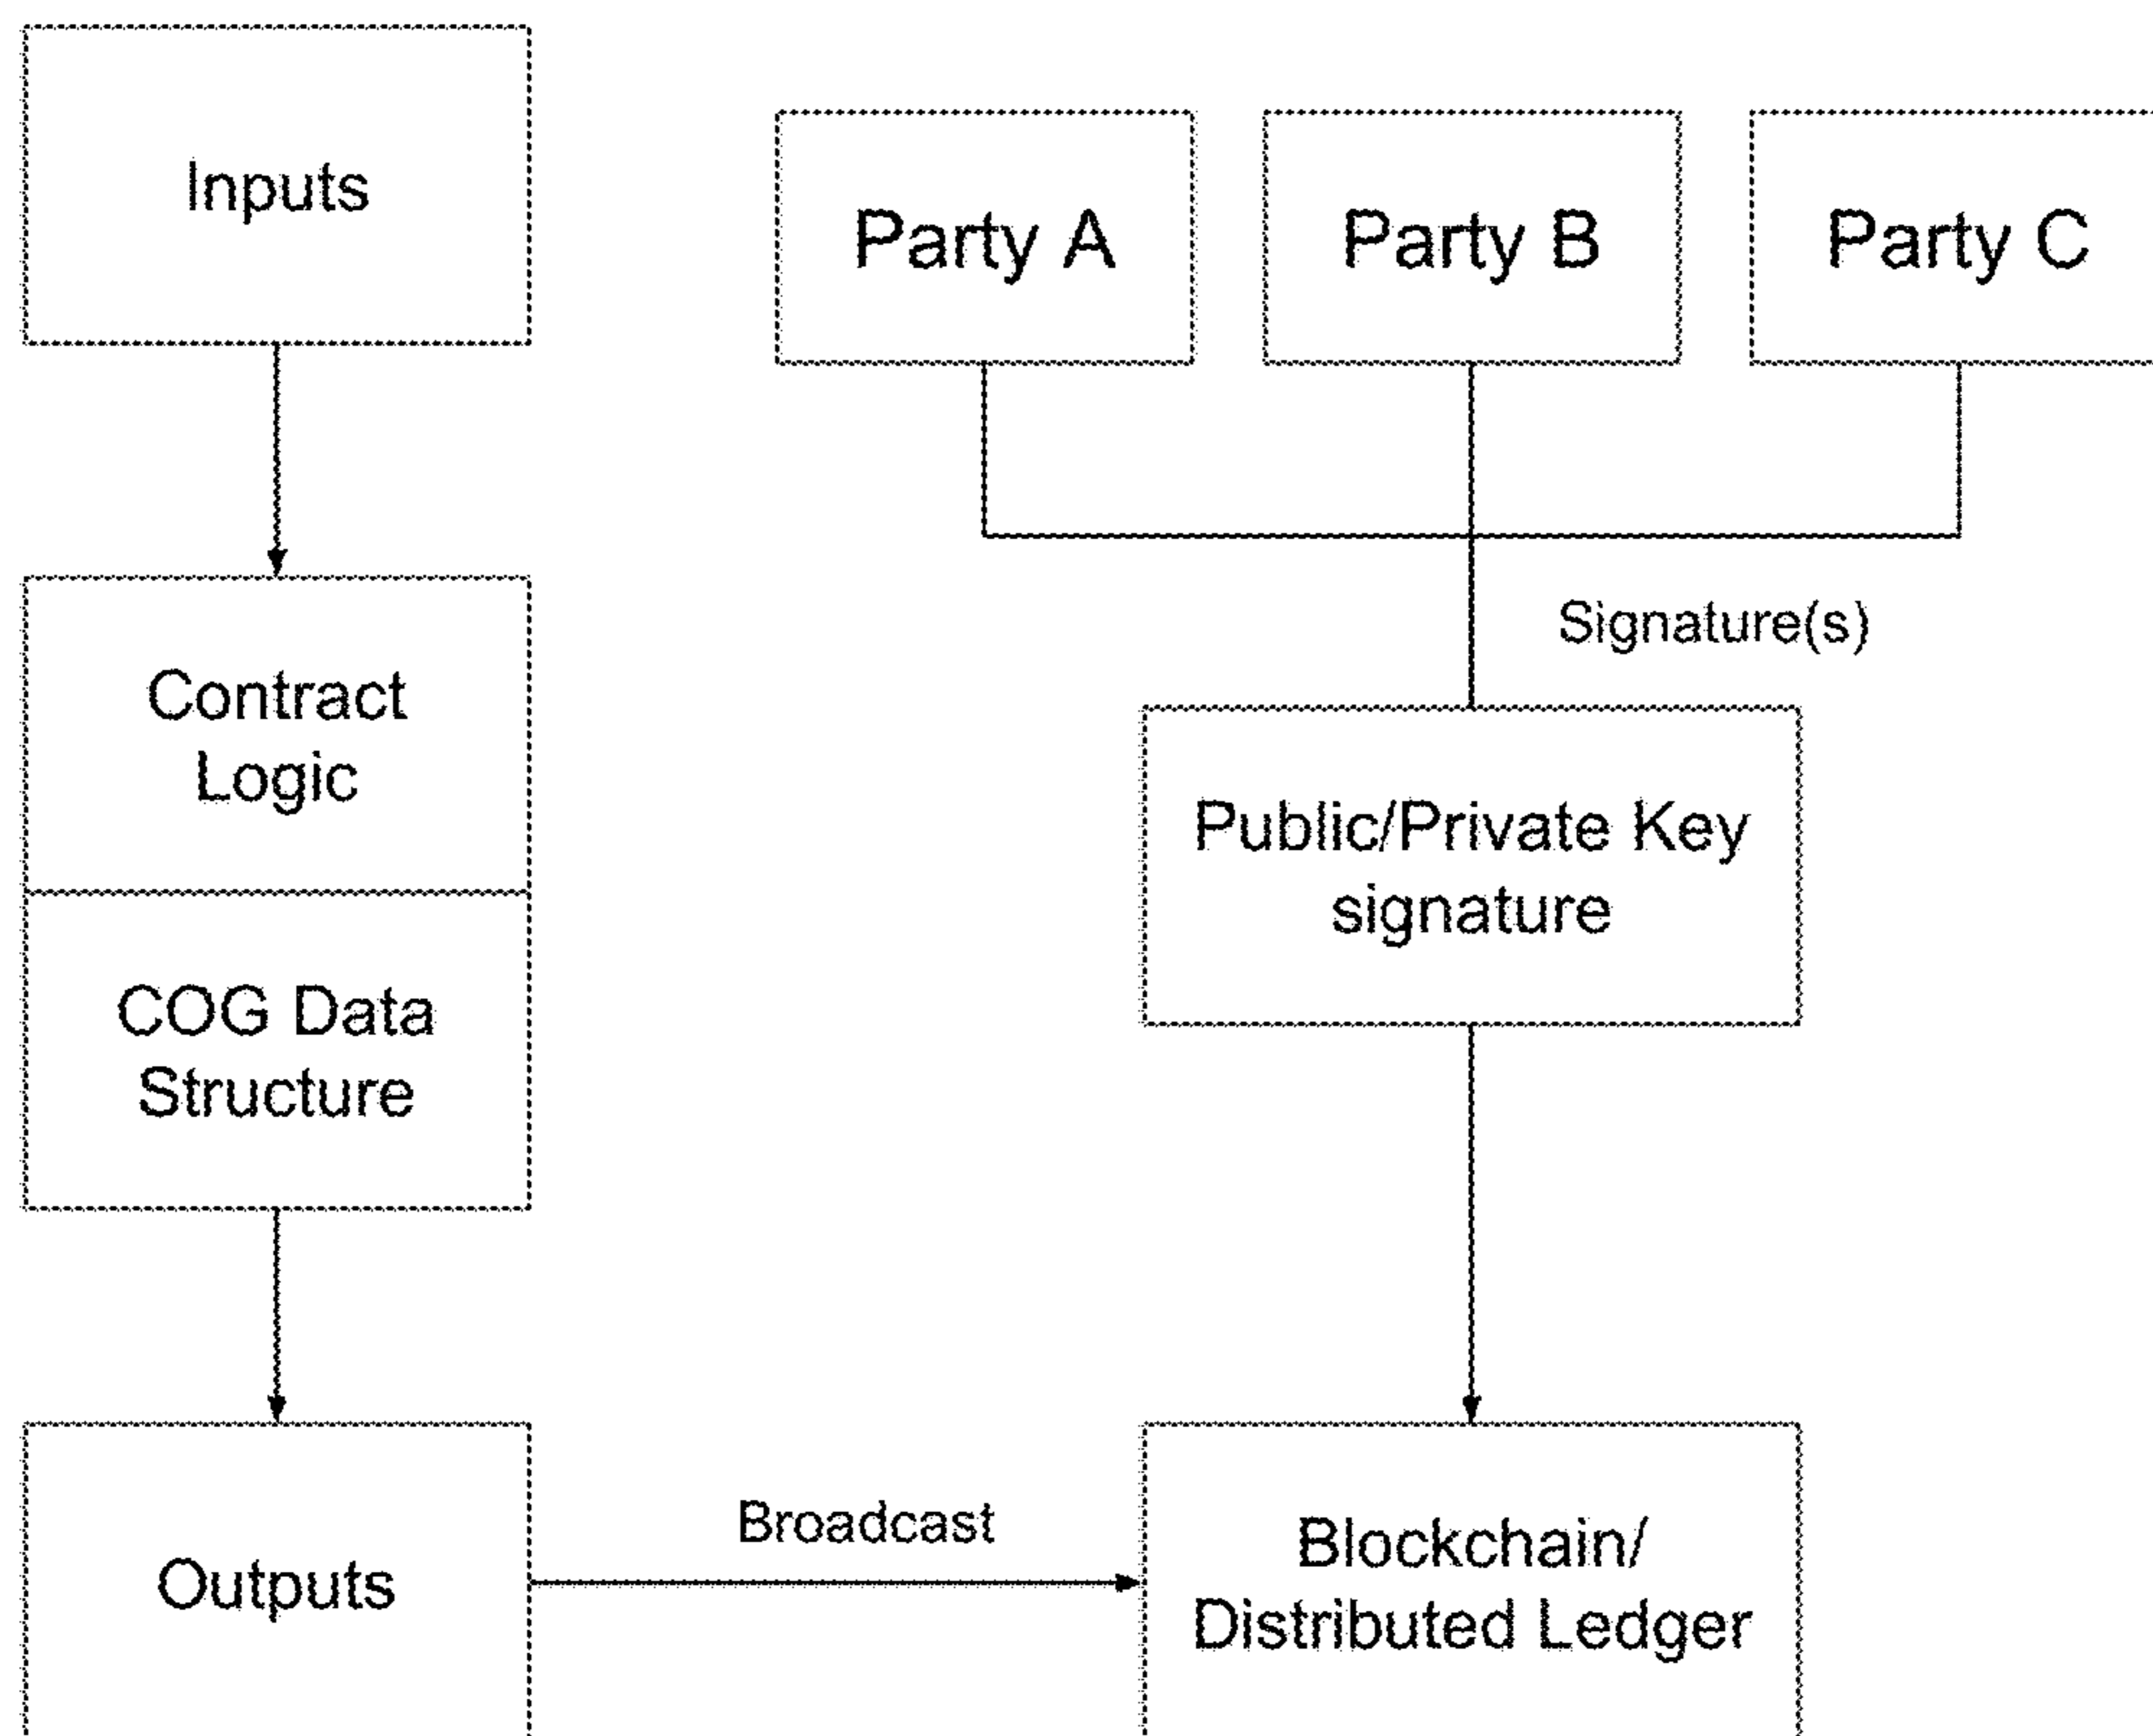 Inputs
Party A
Party B
Party C
Signature(s)
Contract
Logic
Public/Private Key
signature
COG Data
Structure
Broadcast
Outputs
Blockchain/
Distributed Ledger